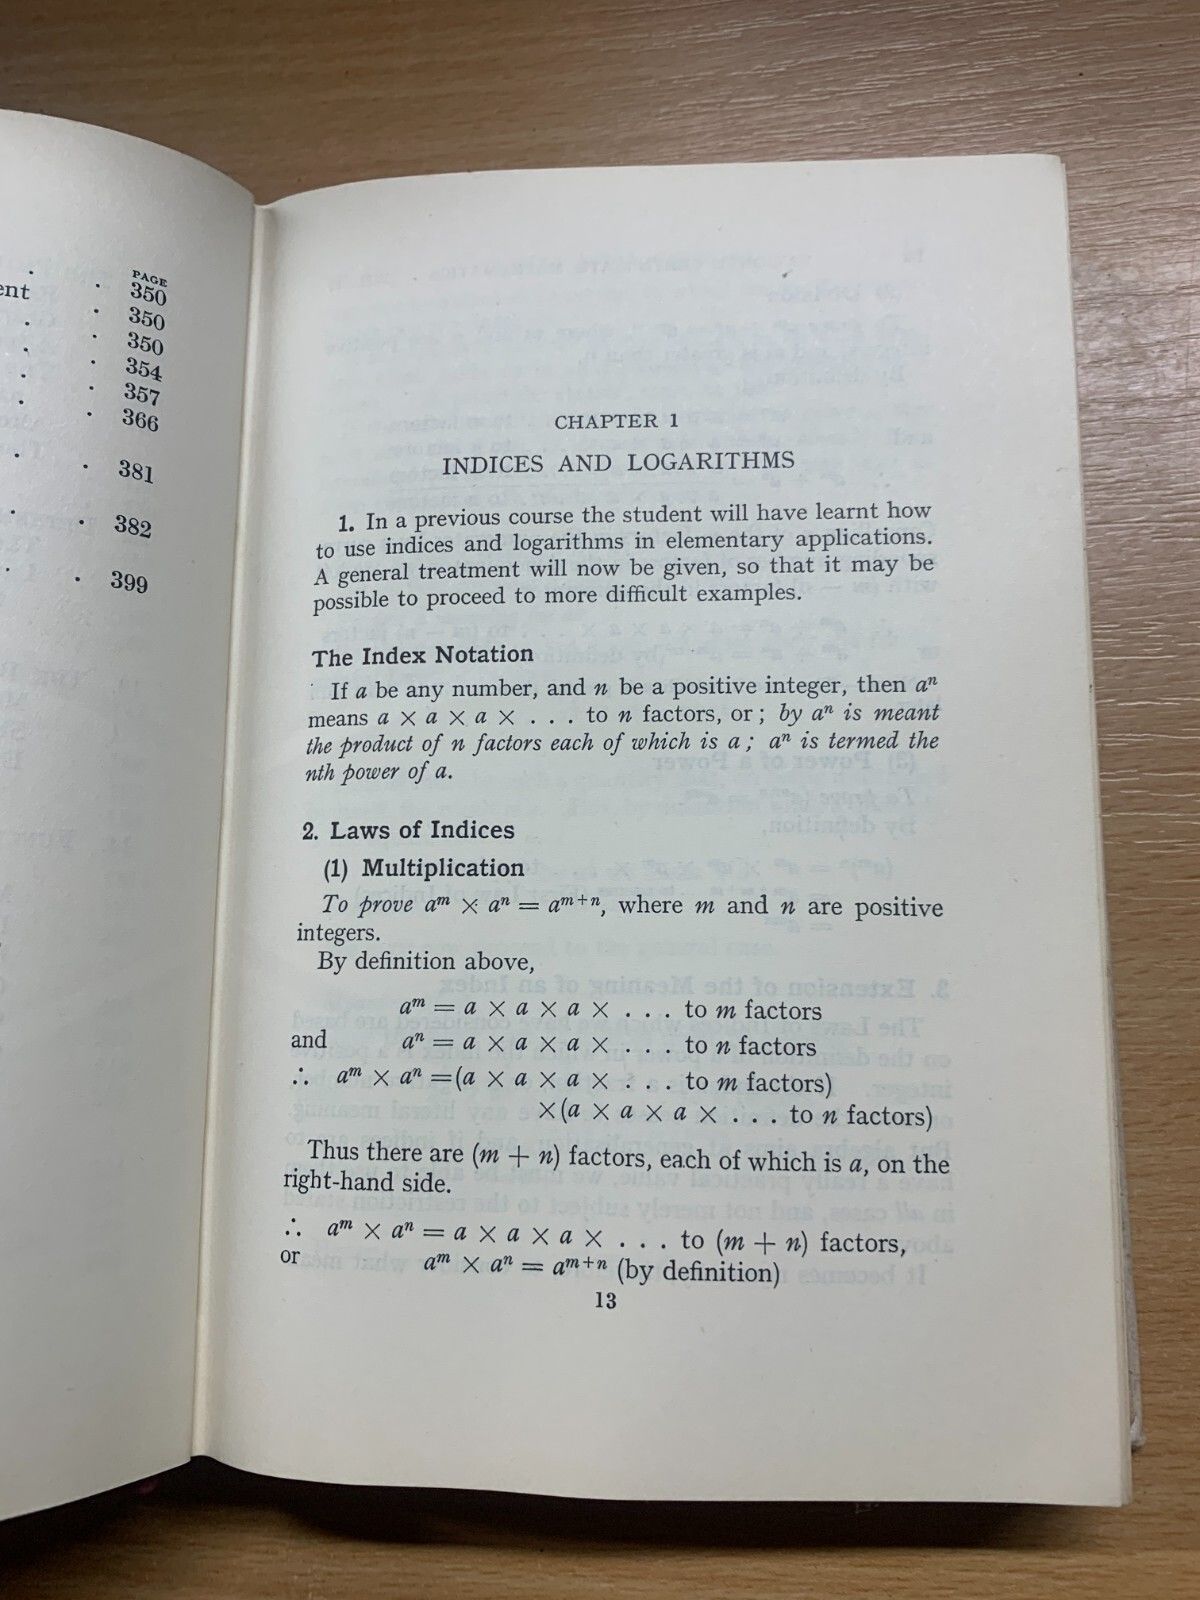 PAGE
ent . 350
. . 350
. . 350
. . 354
. . 357
. . 366
. . 381
. . 382
. . 399
CHAPTER 1
INDICES AND LOGARITHMS
1. In a previous course the student will have learnt how
to use indices and logarithms in elementary applications.
A general treatment will now be given, so that it may be
possible to proceed to more difficult examples.
The Index Notation
If a be any number, and n be a positive integer, then aⁿ
means a × a × a × . . . to n factors, or ; by aⁿ is meant
the product of n factors each of which is a ; aⁿ is termed the
nth power of a.
2. Laws of Indices
(1) Multiplication
To prove aᵐ × aⁿ = aᵐ⁺ⁿ, where m and n are positive
integers.
By definition above,
aᵐ = a × a × a × . . . to m factors
and aⁿ = a × a × a × . . . to n factors
∴ aᵐ × aⁿ =(a × a × a × . . . to m factors)
×(a × a × a × . . . to n factors)
Thus there are (m + n) factors, each of which is a, on the
right-hand side.
∴ aᵐ × aⁿ = a × a × a × . . . to (m + n) factors,
or aᵐ × aⁿ = aᵐ⁺ⁿ (by definition)
13